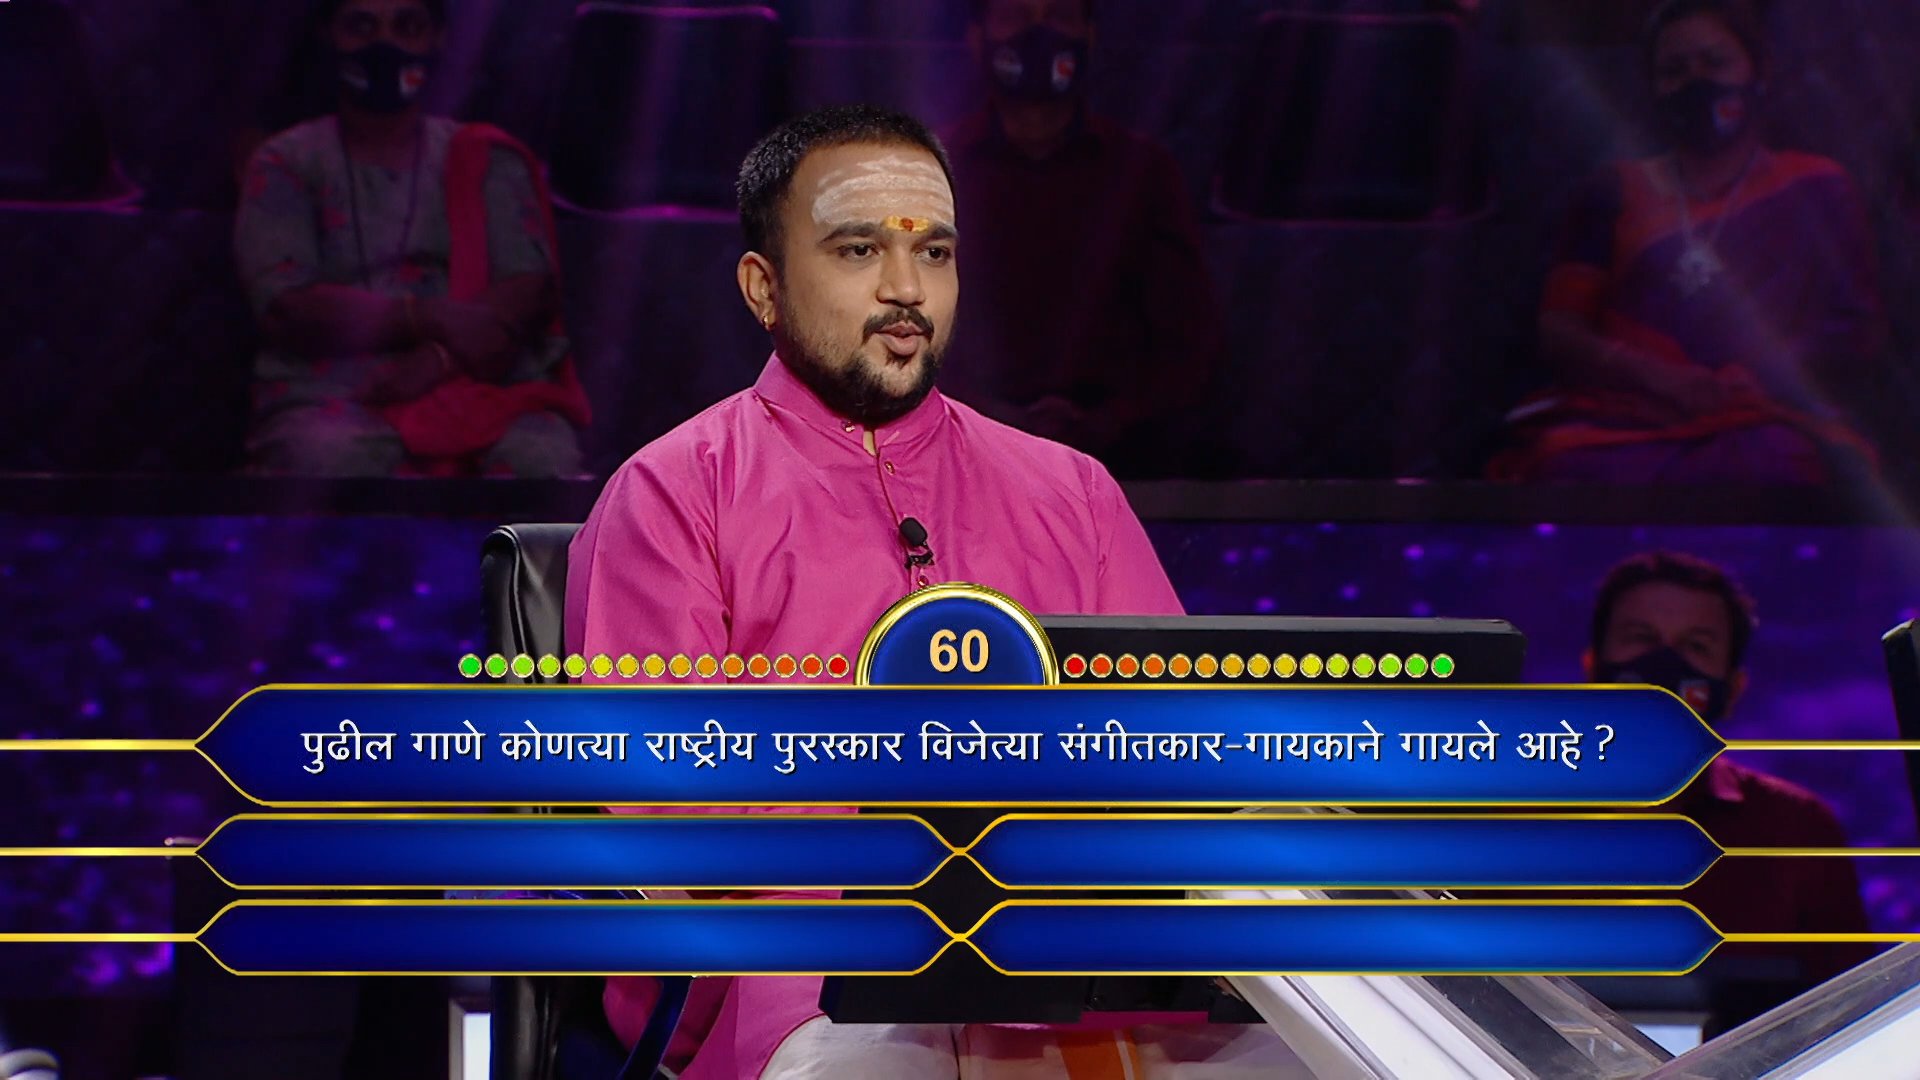 60
पुढील गाणे कोणत्या राष्ट्रीय पुरस्कार विजेत्या संगीतकार-गायकाने गायले आहे ?